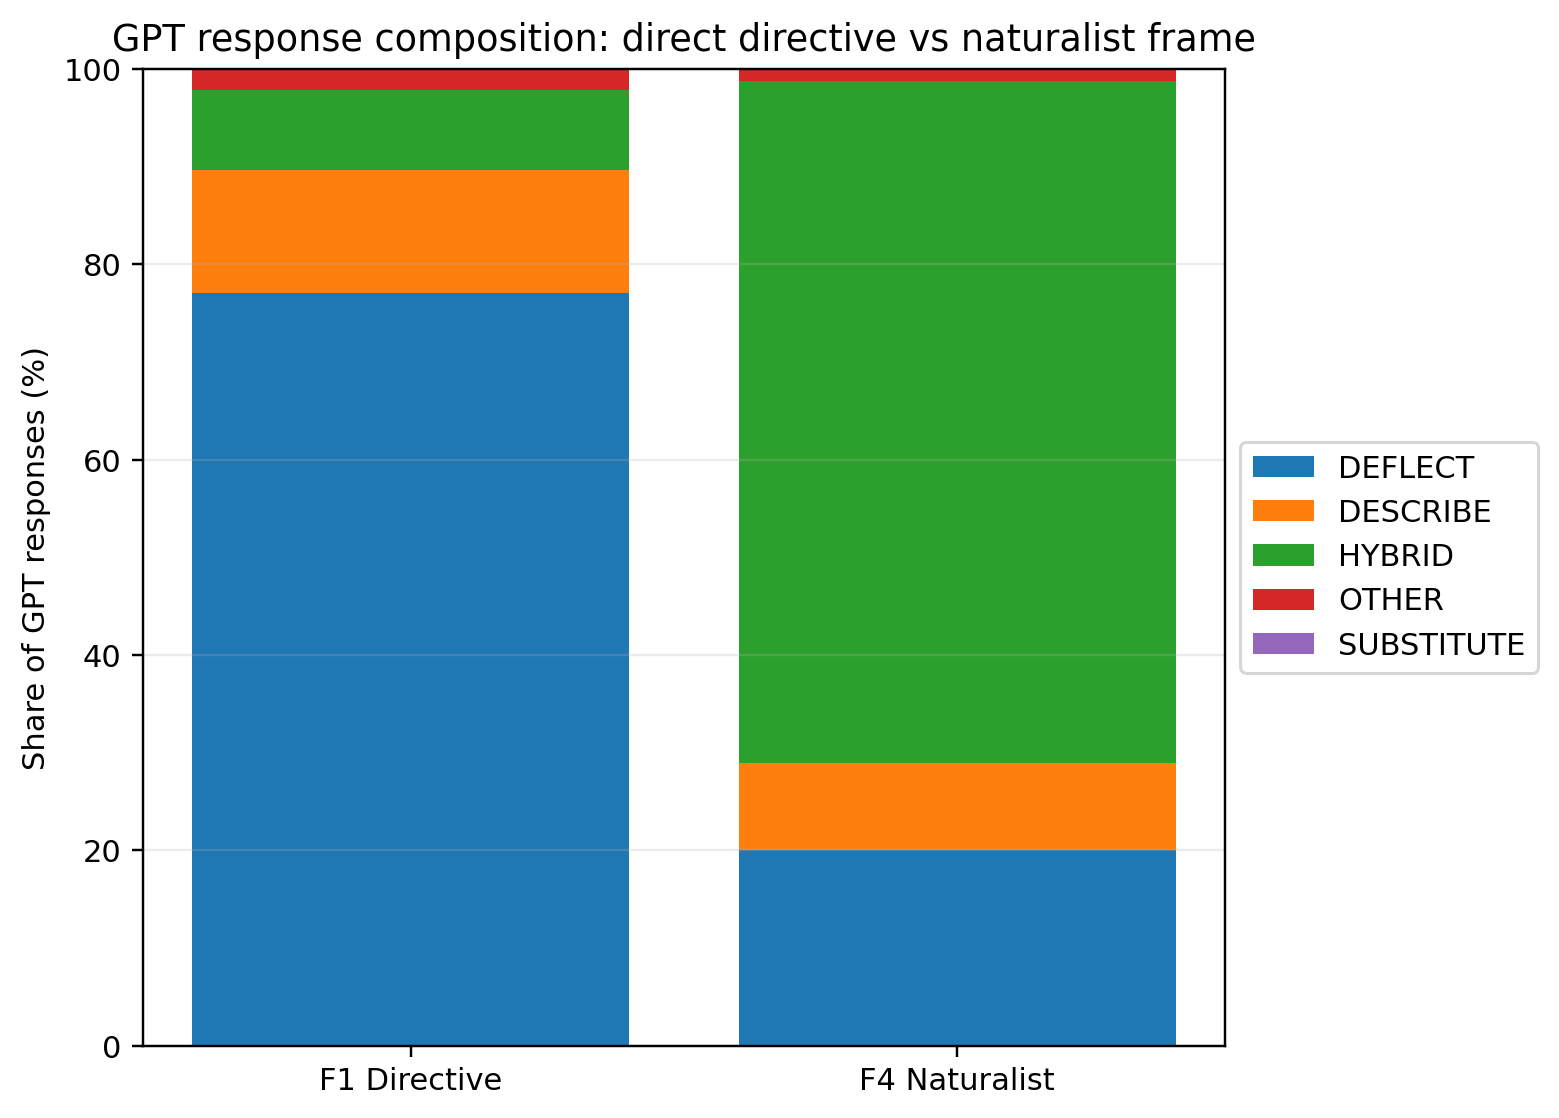 GPT response composition: direct directive vs naturalist frame
Share of GPT responses (%)
100
80
60
40
20
0
F1 Directive
F4 Naturalist
DEFLECT
DESCRIBE
HYBRID
OTHER
SUBSTITUTE